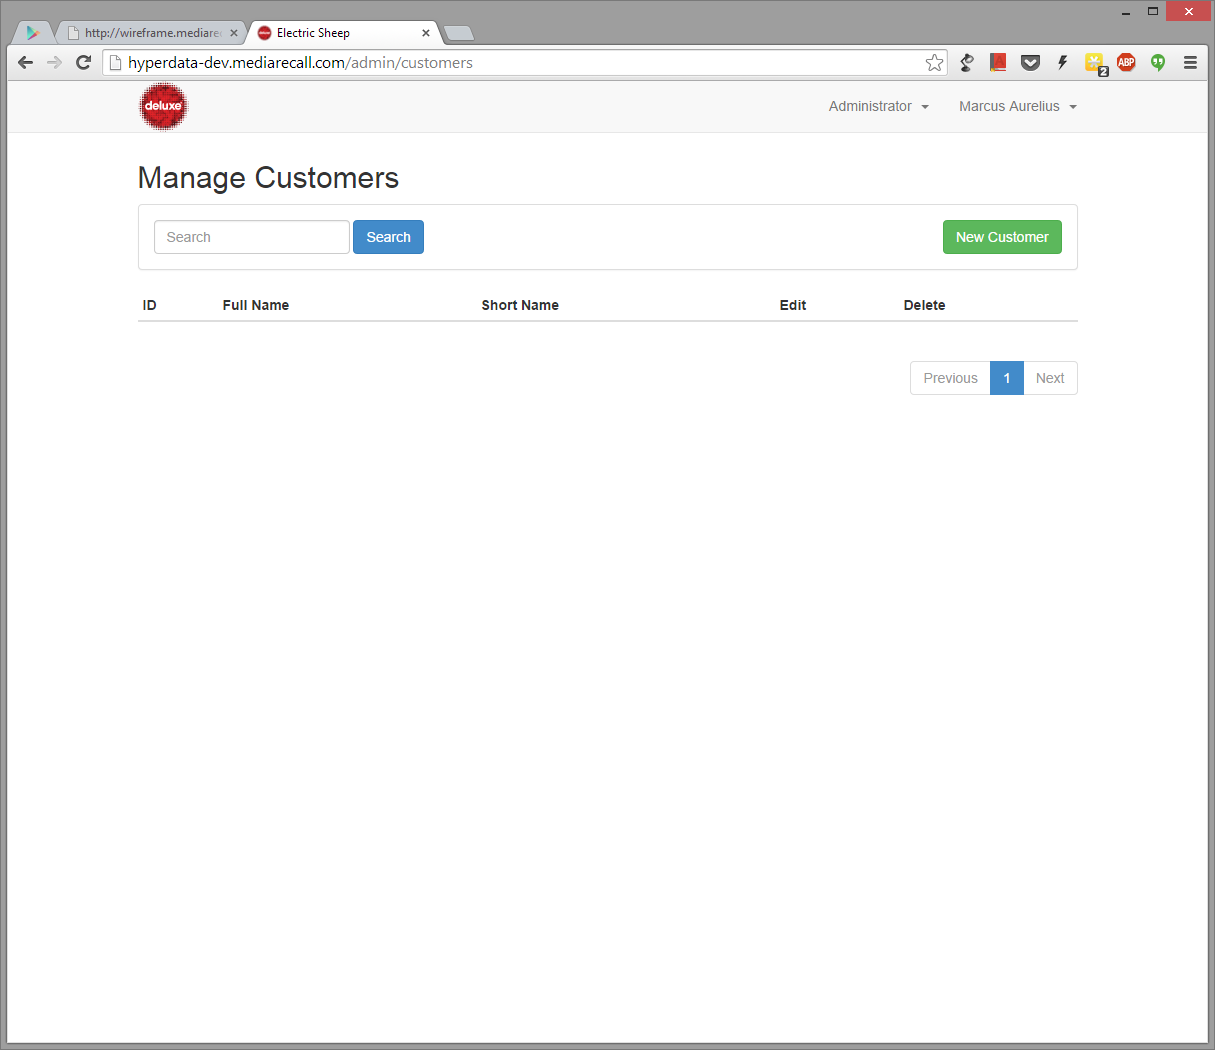 http://wireframe.mediarec
Electric Sheep
hyperdata-dev.mediarecall.com/admin/customers
2
ABP
deluxe
Administrator
Marcus Aurelius
Manage Customers
Search
Search
New Customer
ID Full Name Short Name Edit Delete
Previous 1 Next